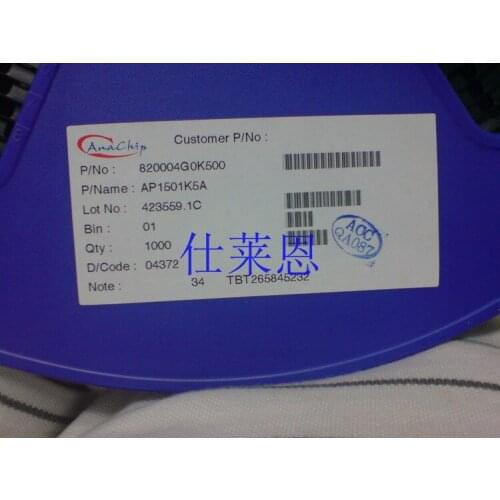 AnaChip
Customer P/No :
P/No : 820004G0K500
P/Name : AP1501K5A
Lot No : 423559.1C
Bin : 01
Qty : 1000
D/Code : 04372
Note : 34 TBT265845232
ACC
QA087
仕莱恩